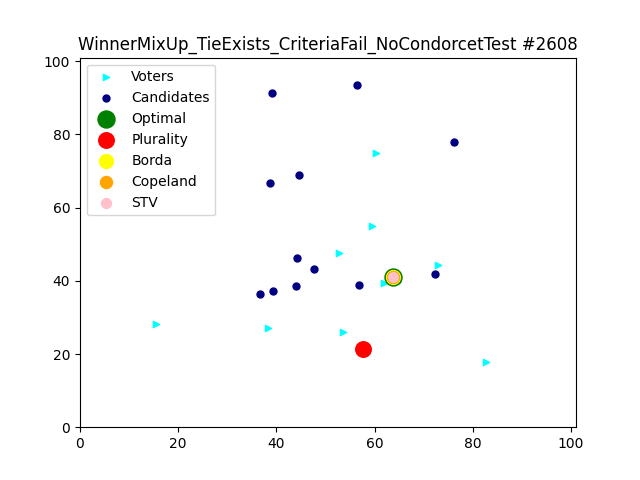 WinnerMixUp_TieExists_CriteriaFail_NoCondorcetTest #2608
100
80
60
40
20
0
Voters
Candidates
Optimal
Plurality
Borda
Copeland
STV
0 20 40 60 80 100